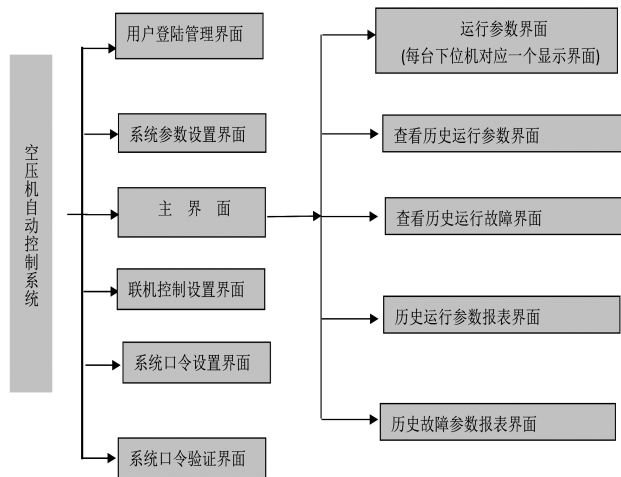 空压机自动控制系统
用户登陆管理界面
系统参数设置界面
主 界 面
联机控制设置界面
系统口令设置界面
系统口令验证界面
运行参数界面
(每台下位机对应一个显示界面)
查看历史运行参数界面
查看历史运行故障界面
历史运行参数报表界面
历史故障参数报表界面